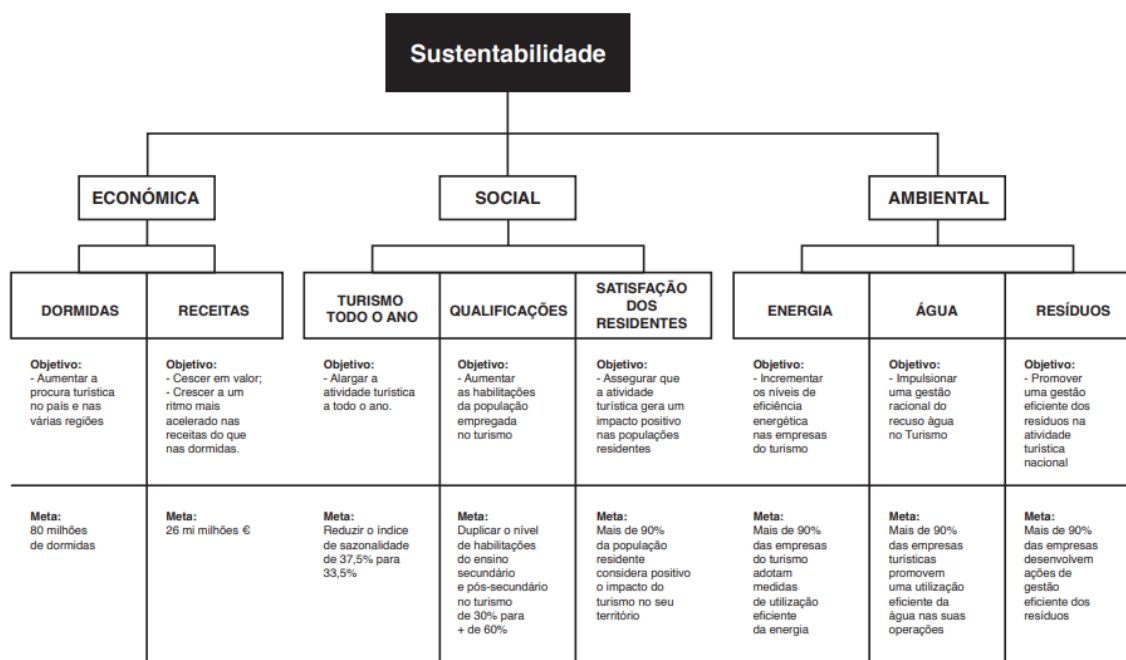 Sustentabilidade
ECONÓMICA
SOCIAL
AMBIENTAL
DORMIDAS
RECEITAS
TURISMO
TODO O ANO
QUALIFICAÇÕES
SATISFAÇÃO
DOS
RESIDENTES
ENERGIA
ÁGUA
RESÍDUOS
Objetivo:
- Aumentar a
procura turística
no país e nas
várias regiões
Objetivo:
- Cescer em valor;
- Crescer a um
ritmo mais
acelerado nas
receitas do que
nas dormidas.
Objetivo:
- Alargar a
atividade turística
a todo o ano.
Objetivo:
- Aumentar
as habilitações
da população
empregada
no turismo
Objetivo:
- Assegurar que
a atividade
turística gera um
impacto positivo
nas populações
residentes
Objetivo:
- Incrementar
os níveis de
eficiência
energética
nas empresas
do turismo
Objetivo:
- Impulsionar
uma gestão
racional do
recuso àgua
no Turismo
Objetivo:
- Promover
uma gestão
eficiente dos
resíduos na
atividade
turística
nacional
Meta:
80 milhões
de dormidas
Meta:
26 mi milhões €
Meta:
Reduzir o índice
de sazonalidade
de 37,5% para
33,5%
Meta:
Duplicar o nível
de habilitações
do ensino
secundário
e pós-secundário
no turismo
de 30% para
+ de 60%
Meta:
Mais de 90%
da população
residente
considera positivo
o impacto do
turismo no seu
território
Meta:
Mais de 90%
das empresas
do turismo
adotam
medidas
de utilização
eficiente
da energia
Meta:
Mais de 90%
das empresas
turísticas
promovem
uma utilização
eficiente da
água nas suas
operações
Meta:
Mais de 90%
das empresas
desenvolvem
ações de
gestão
eficiente dos
resíduos